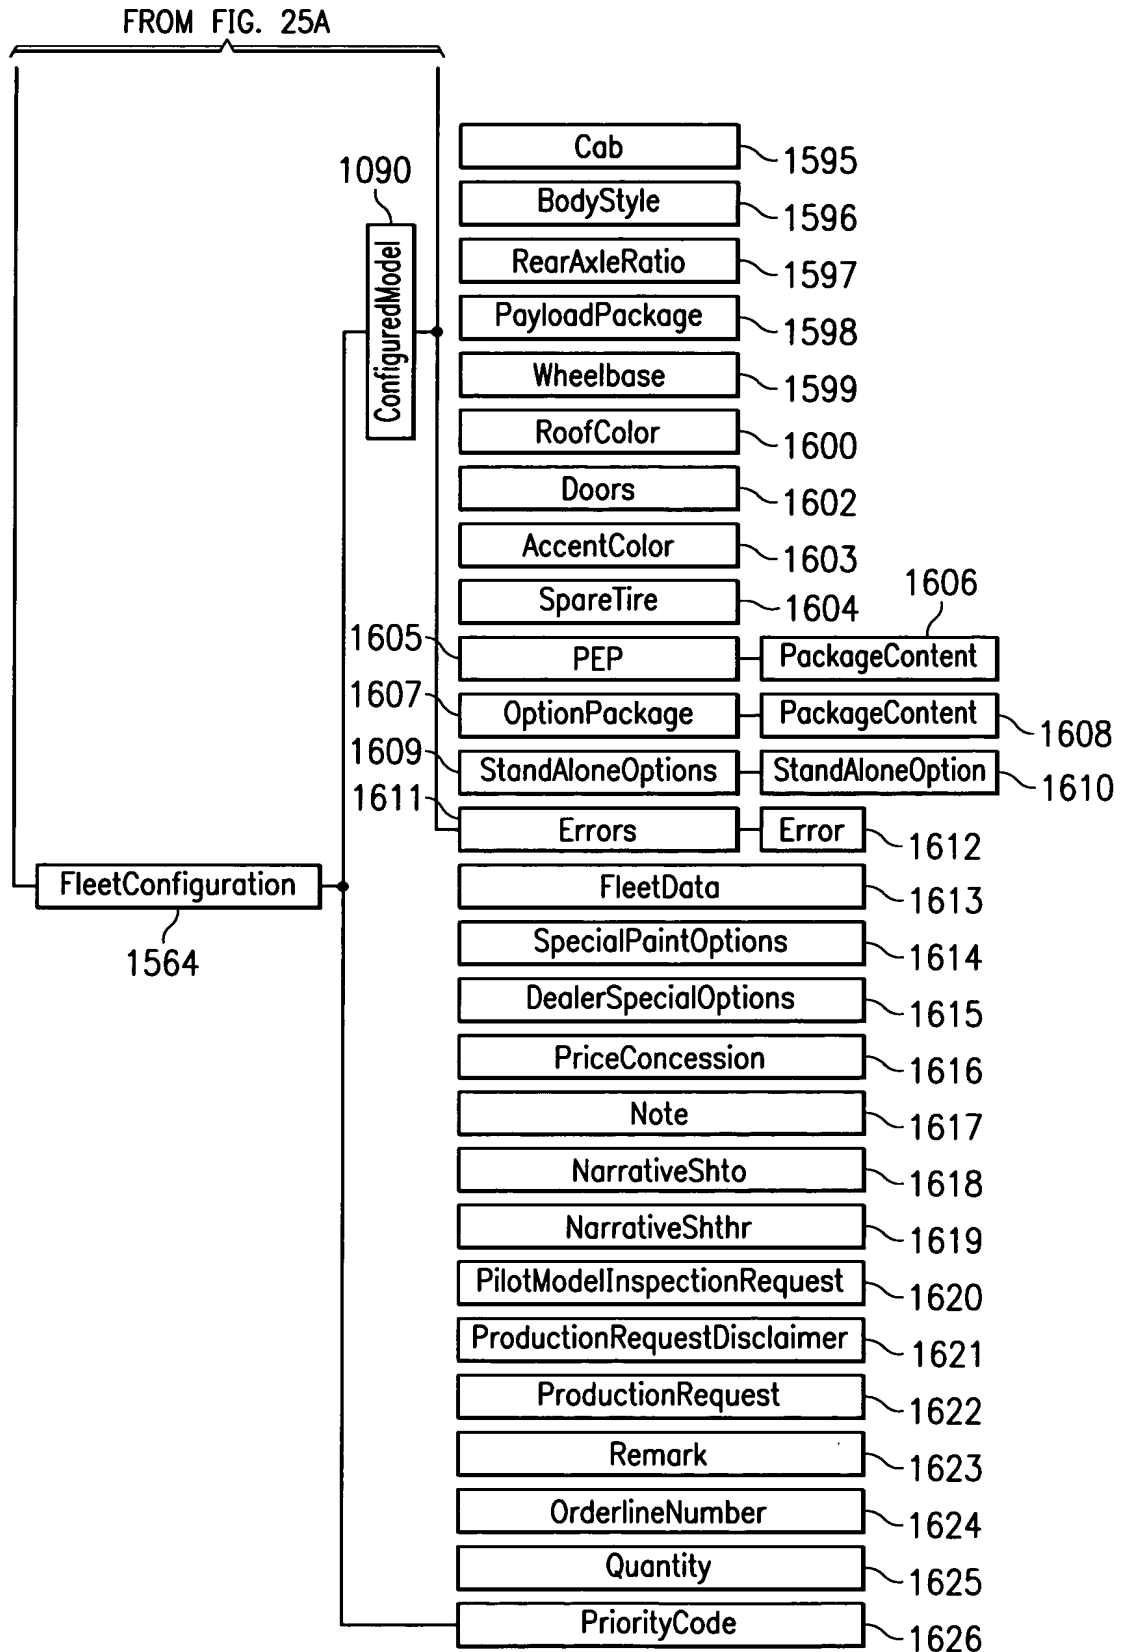 FROM FIG. 25A
Cab 1595
1090
ConfiguredModel
BodyStyle 1596
RearAxleRatio 1597
PayloadPackage 1598
Wheelbase 1599
RoofColor 1600
Doors 1602
AccentColor 1603
SpareTire 1604
1606
1605 PEP PackageContent
1607 OptionPackage PackageContent 1608
1609 StandAloneOptions StandAloneOption 1610
1611 Errors Error 1612
FleetConfiguration
1564
FleetData 1613
SpecialPaintOptions 1614
DealerSpecialOptions 1615
PriceConcession 1616
Note 1617
NarrativeShto 1618
NarrativeShthr 1619
PilotModelInspectionRequest 1620
ProductionRequestDisclaimer 1621
ProductionRequest 1622
Remark 1623
OrderlineNumber 1624
Quantity 1625
PriorityCode 1626